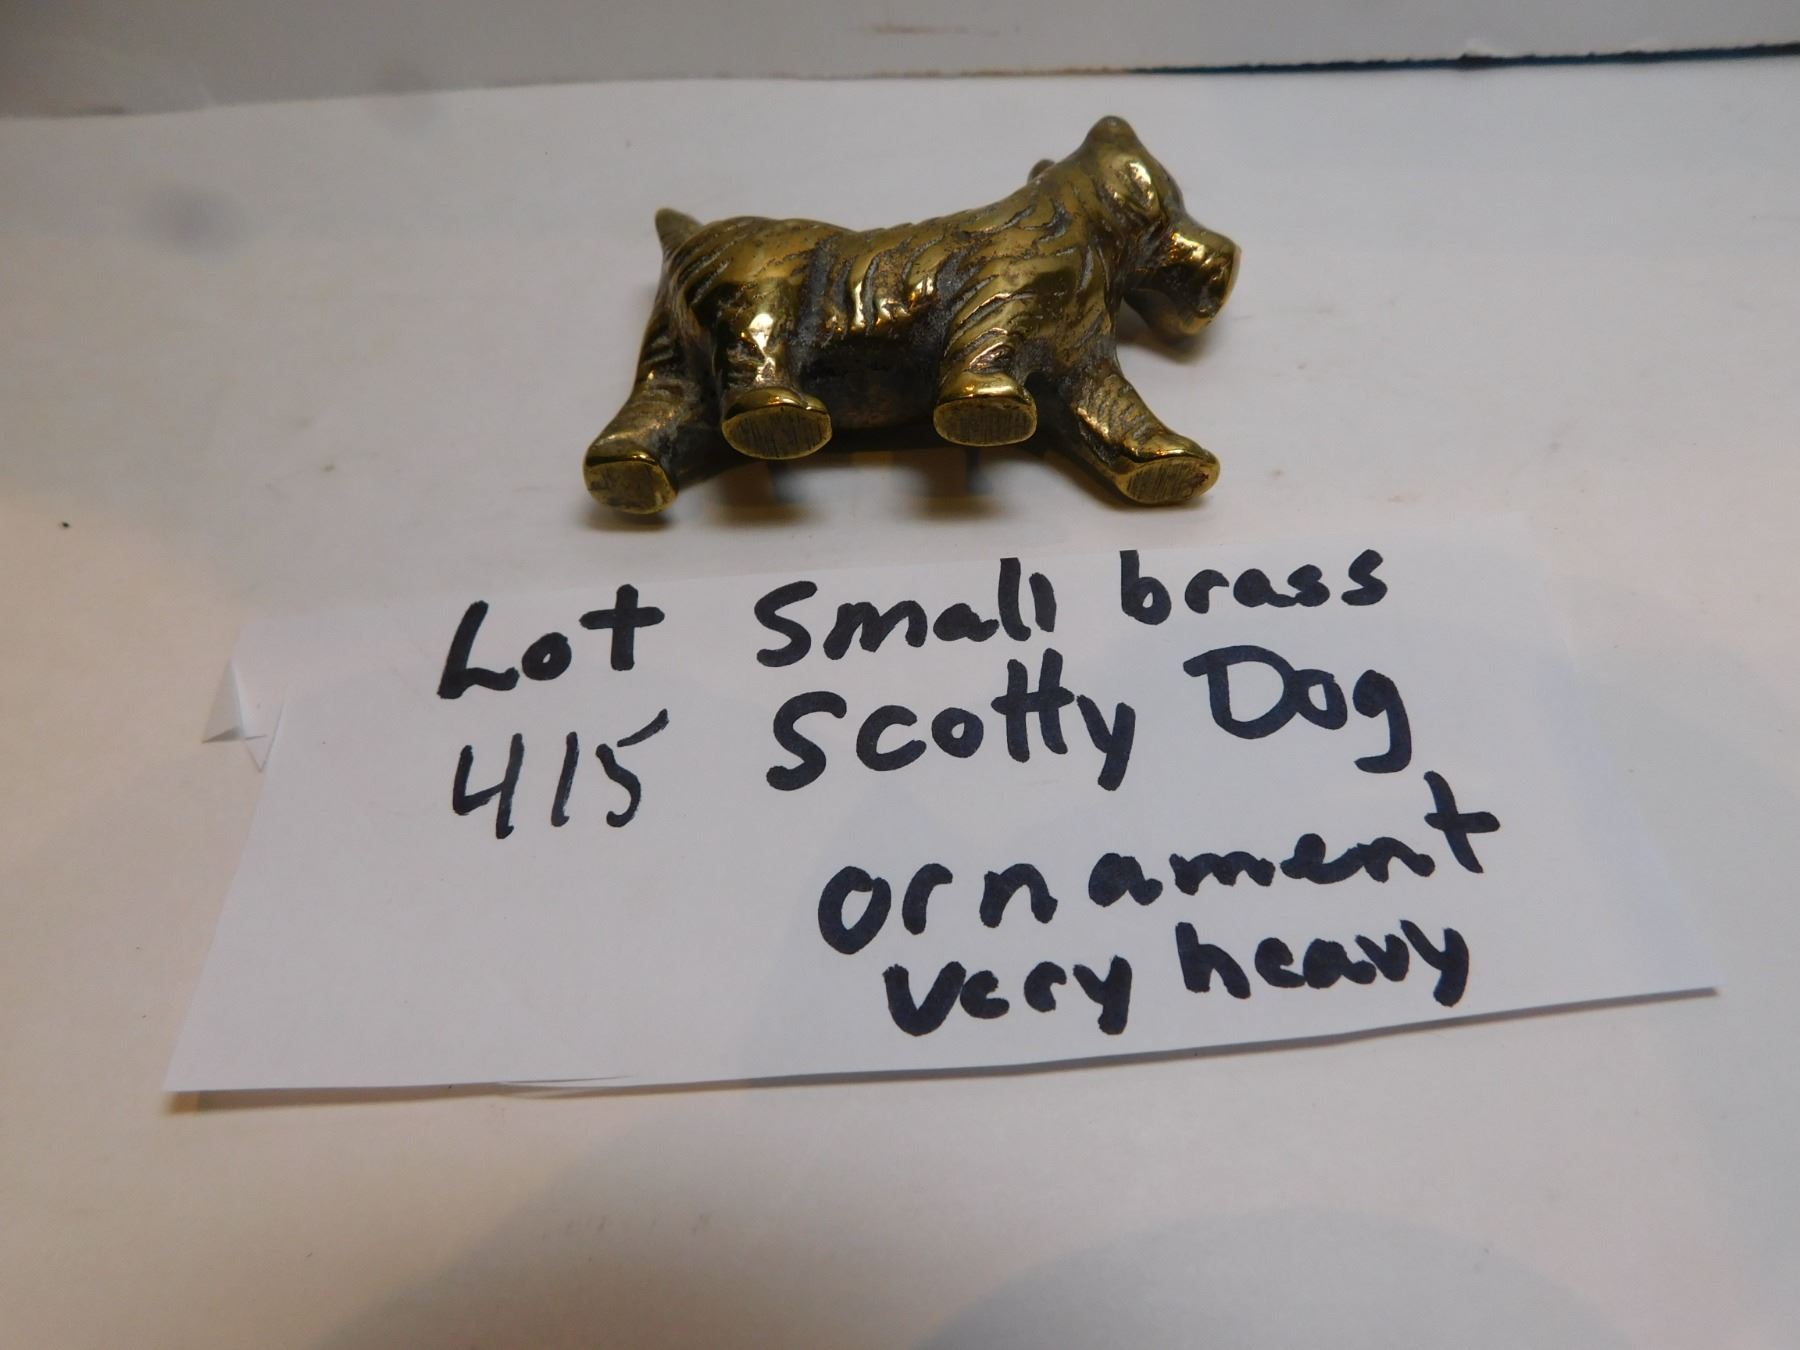 Lot Small brass
415 Scotty Dog
ornament
very heavy